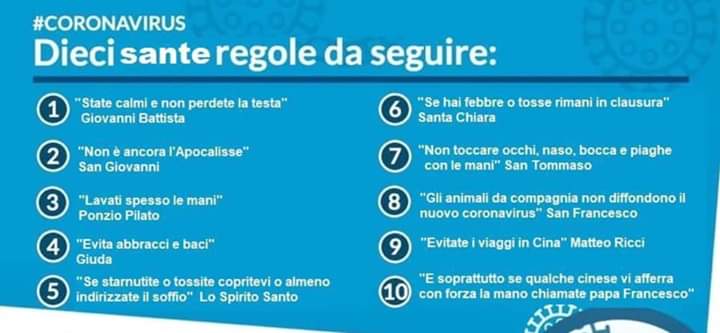 #CORONAVIRUS
Dieci sante regole da seguire:
1 "State calmi e non perdete la testa"
Giovanni Battista
2 "Non è ancora l'Apocalisse"
San Giovanni
3 "Lavati spesso le mani"
Ponzio Pilato
4 "Evita abbracci e baci"
Giuda
5 "Se starnutite o tossite copritevi o almeno
indirizzate il soffio" Lo Spirito Santo
6 "Se hai febbre o tosse rimani in clausura"
Santa Chiara
7 "Non toccare occhi, naso, bocca e piaghe
con le mani" San Tommaso
8 "Gli animali da compagnia non diffondono il
nuovo coronavirus" San Francesco
9 "Evitate i viaggi in Cina" Matteo Ricci
10 "E soprattutto se qualche cinese vi afferra
con forza la mano chiamate papa Francesco"